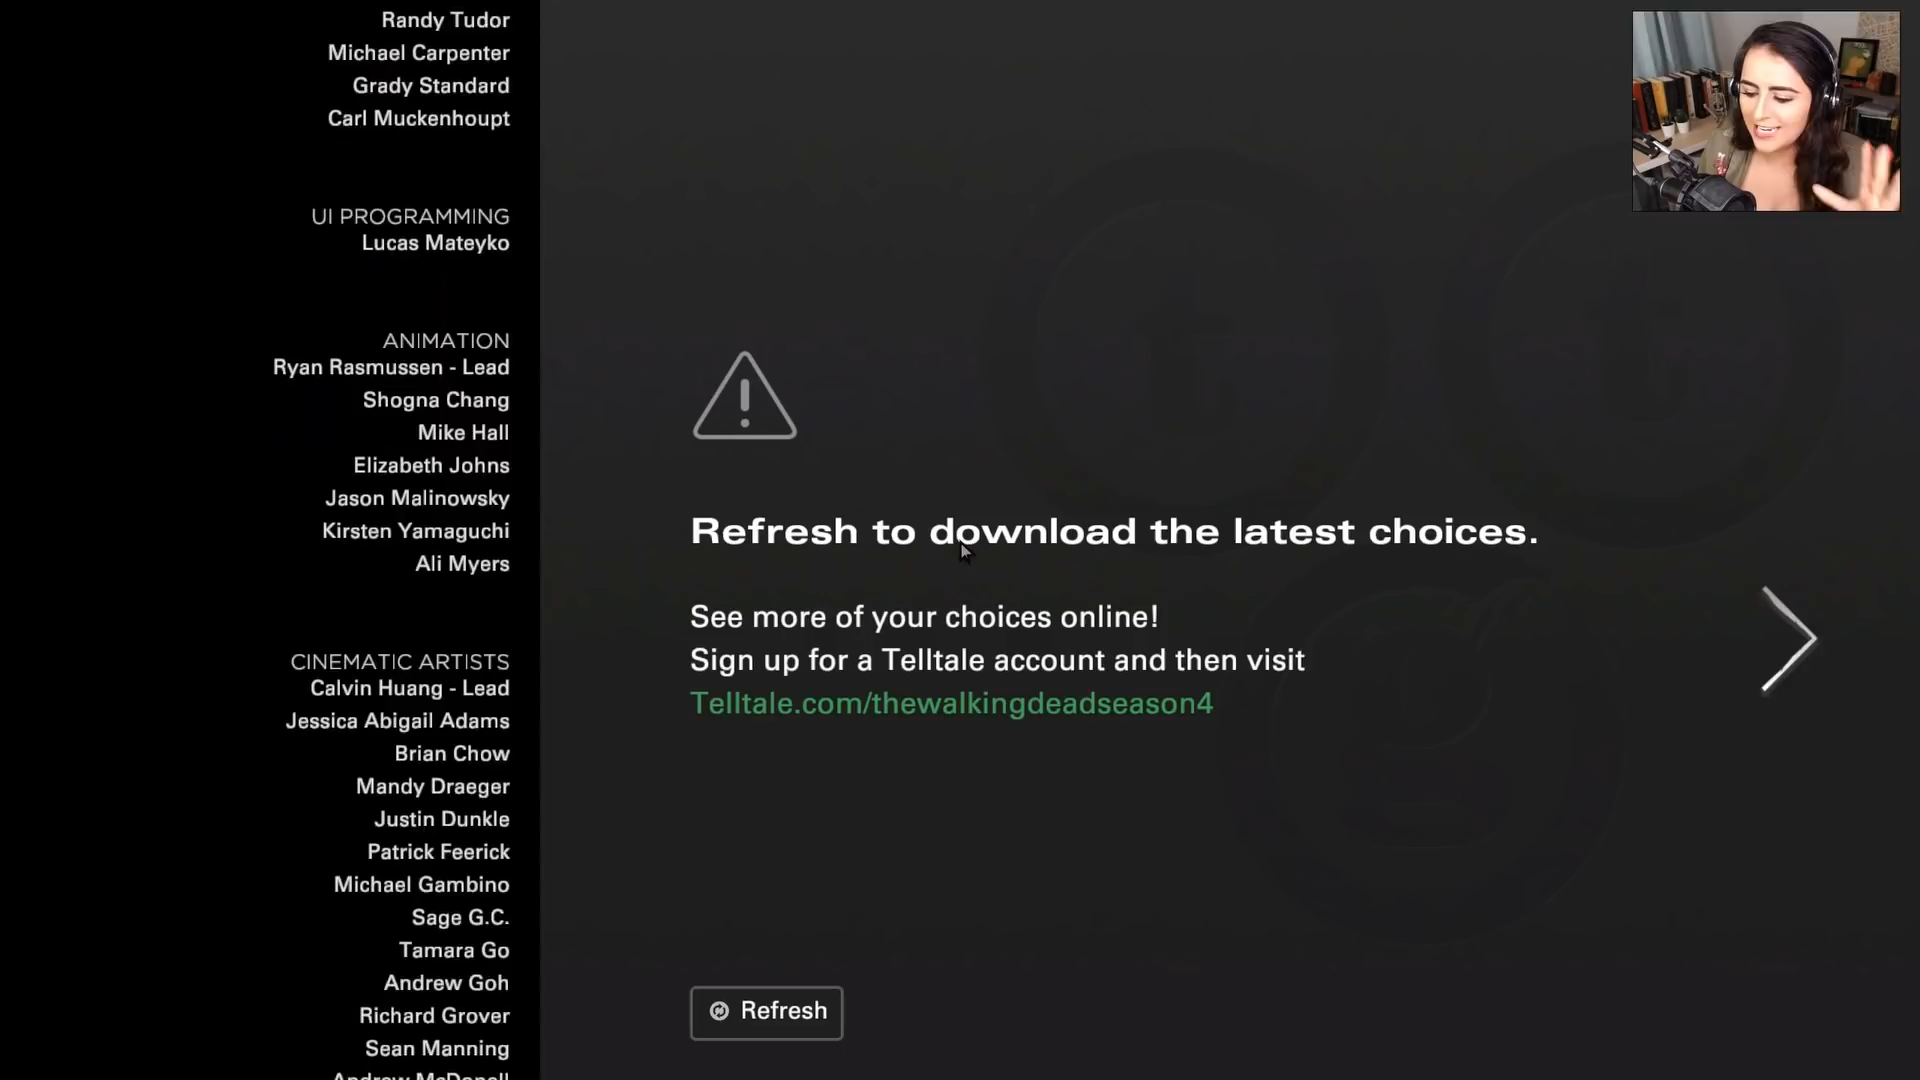 Randy Tudor
Michael Carpenter
Grady Standard
Carl Muckenhoupt
UI PROGRAMMING
Lucas Mateyko
ANIMATION
Ryan Rasmussen - Lead
Shogna Chang
Mike Hall
Elizabeth Johns
Jason Malinowsky
Kirsten Yamaguchi
Ali Myers
CINEMATIC ARTISTS
Calvin Huang - Lead
Jessica Abigail Adams
Brian Chow
Mandy Draeger
Justin Dunkle
Patrick Feerick
Michael Gambino
Sage G.C.
Tamara Go
Andrew Goh
Richard Grover
Sean Manning
Andrew McDonell
Refresh to download the latest choices.
See more of your choices online!
Sign up for a Telltale account and then visit
Telltale.com/thewalkingdeadseason4
Refresh